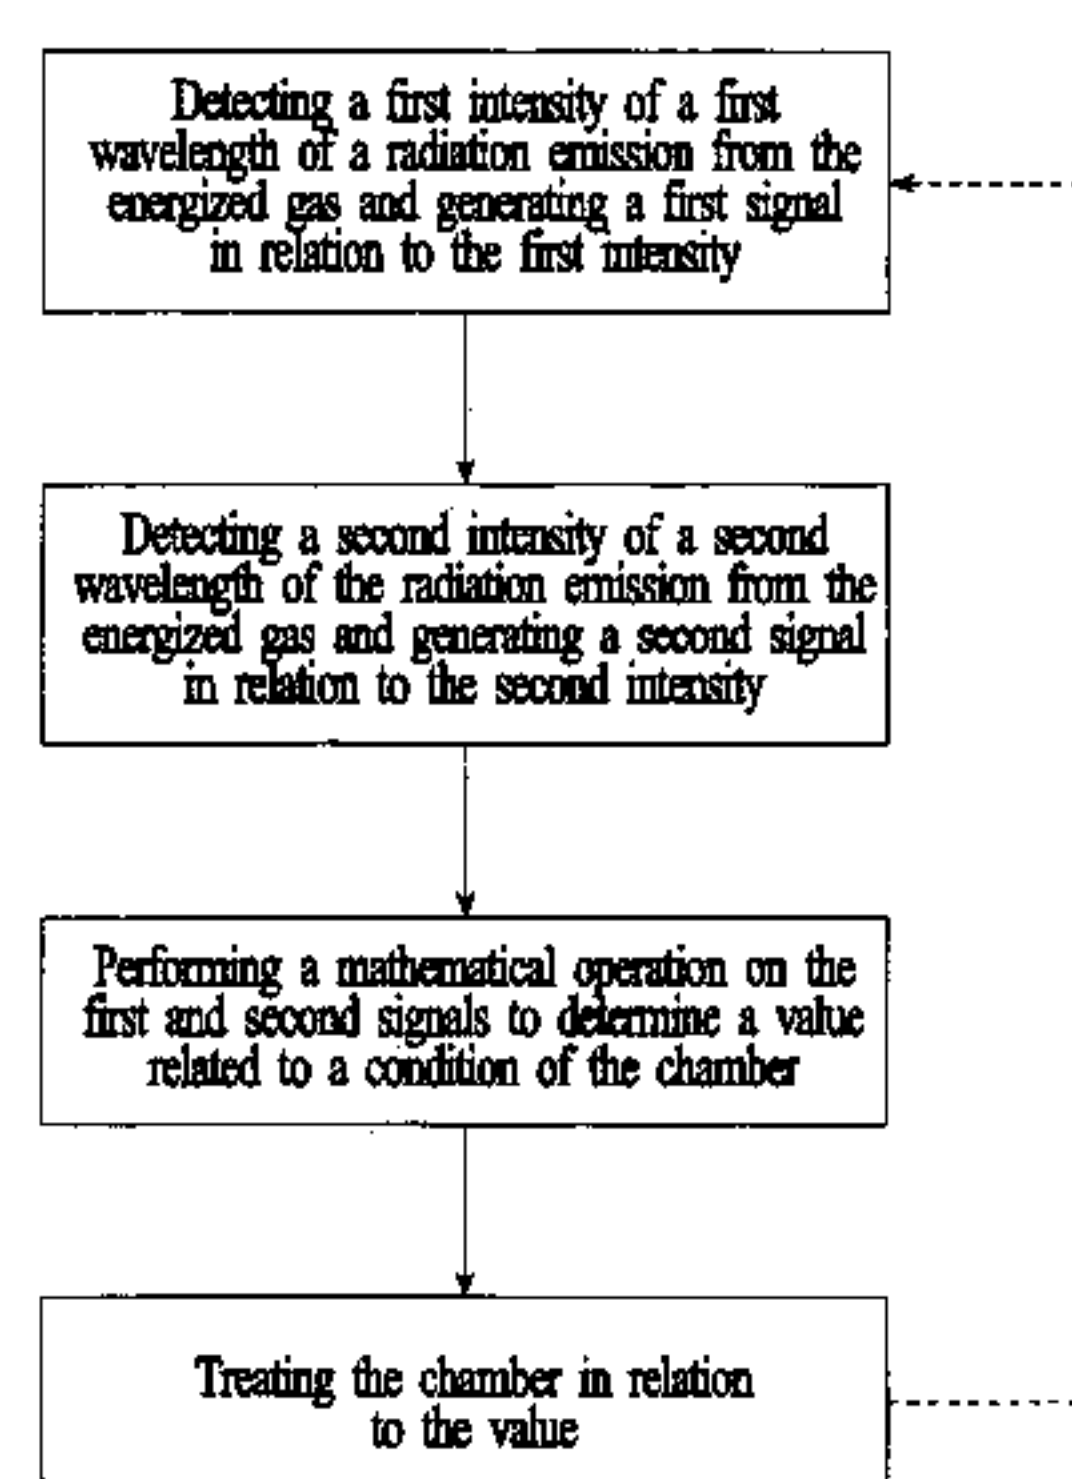 Detecting a first intensity of a first
wavelength of a radiation emission from the
energized gas and generating a first signal
in relation to the first intensity
Detecting a second intensity of a second
wavelength of the radiation emission from the
energized gas and generating a second signal
in relation to the second intensity
Performing a mathematical operation on the
first and second signals to determine a value
related to a condition of the chamber
Treating the chamber in relation
to the value